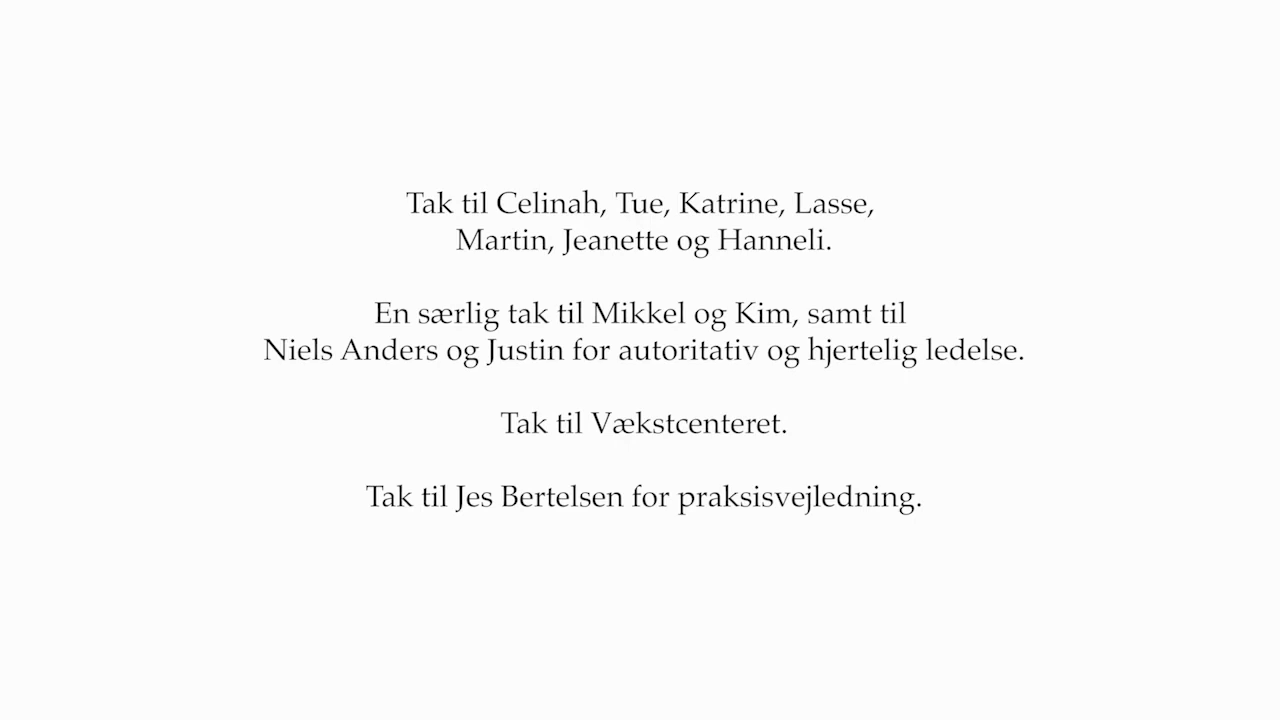 Tak til Celinah, Tue, Katrine, Lasse,
Martin, Jeanette og Hanneli.
En særlig tak til Mikkel og Kim, samt til
Niels Anders og Justin for autoritativ og hjertelig ledelse.
Tak til Vækstcenteret.
Tak til Jes Bertelsen for praksisvejledning.